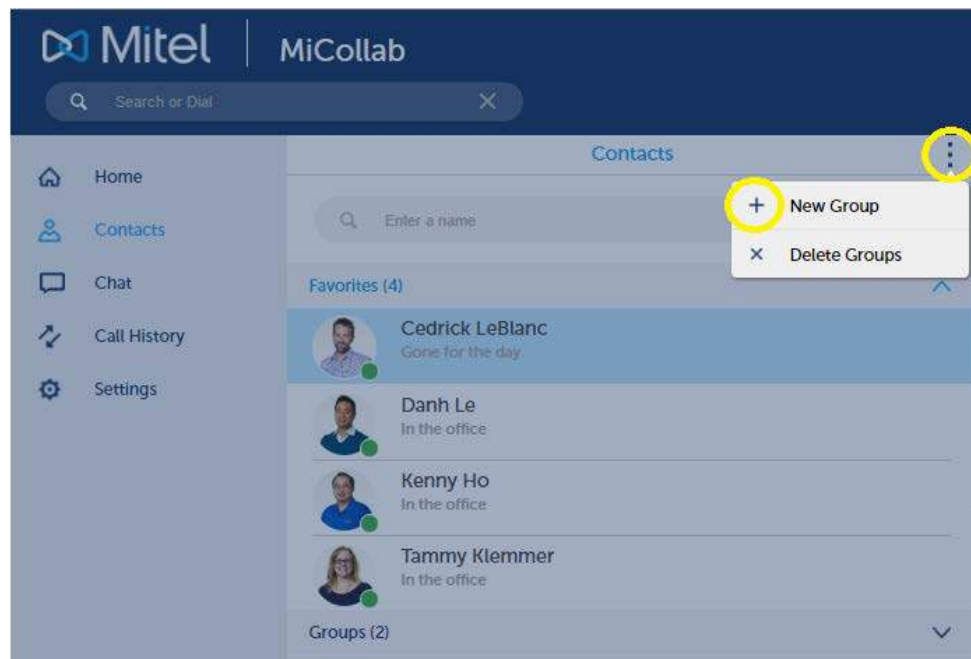 Mitel | MiCollab
Search or Dial
Home
Contacts
Chat
Call History
Settings
Contacts
New Group
Delete Groups
Enter a name
Favorites (4)
Cedrick LeBlanc
Gone for the day
Danh Le
In the office
Kenny Ho
In the office
Tammy Klemmer
In the office
Groups (2)